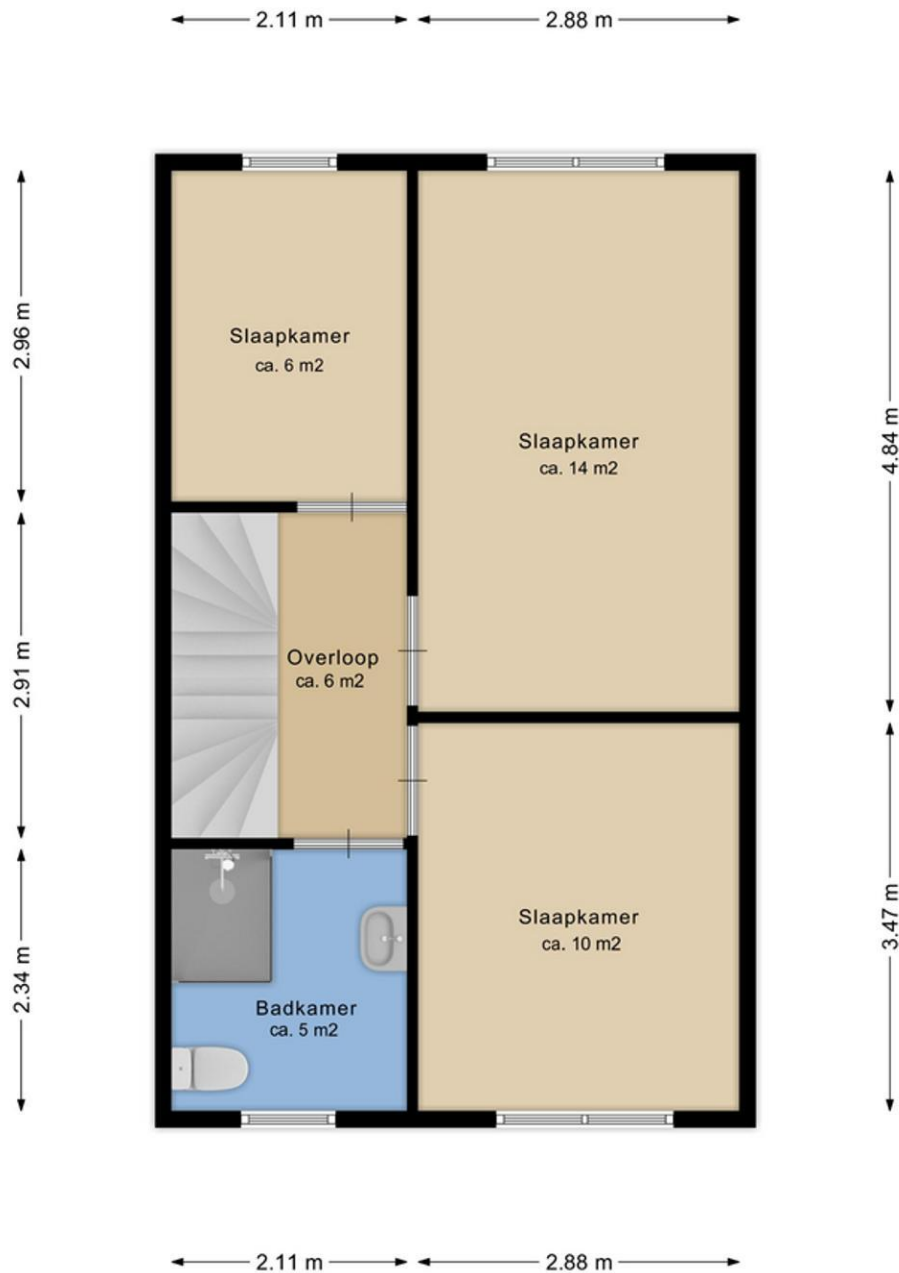 2.11 m
2.88 m
2.96 m
Slaapkamer
ca. 6 m2
4.84 m
Slaapkamer
ca. 14 m2
2.91 m
Overloop
ca. 6 m2
3.47 m
Slaapkamer
ca. 10 m2
2.34 m
Badkamer
ca. 5 m2
2.11 m
2.88 m